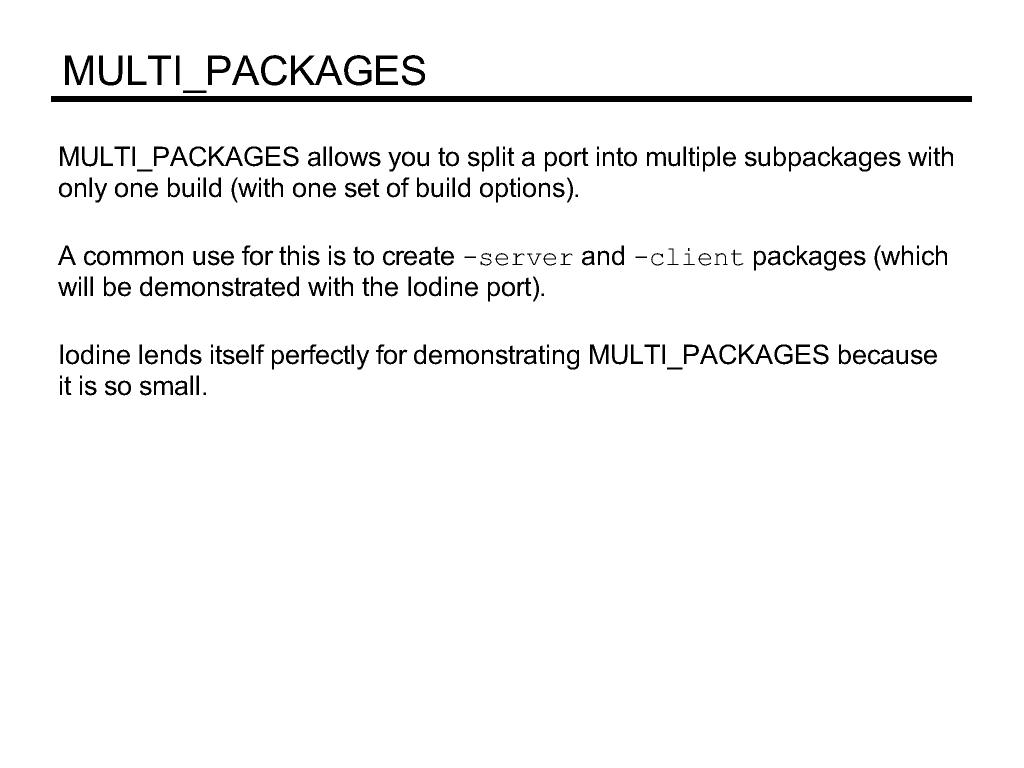 MULTI_PACKAGES
MULTI_PACKAGES allows you to split a port into multiple subpackages with
only one build (with one set of build options).
A common use for this is to create -server and -client packages (which
will be demonstrated with the Iodine port).
Iodine lends itself perfectly for demonstrating MULTI_PACKAGES because
it is so small.